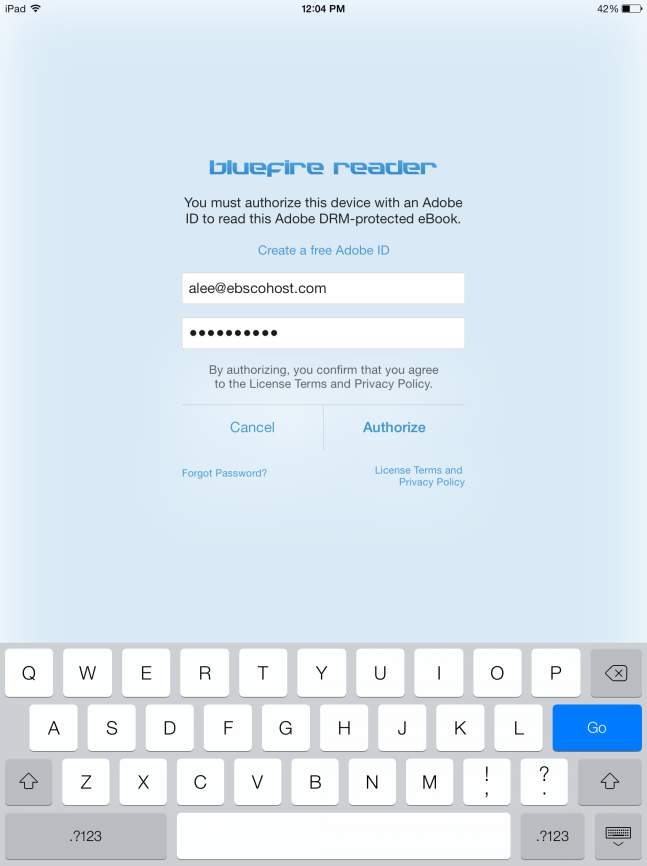 iPad 12:04 PM 42%
bluefire reader
You must authorize this device with an Adobe
ID to read this Adobe DRM-protected eBook.
Create a free Adobe ID
alee@ebscohost.com
••••••••••
By authorizing, you confirm that you agree
to the License Terms and Privacy Policy.
Cancel Authorize
Forgot Password?
License Terms and
Privacy Policy
Q W E R T Y U I O P
A S D F G H J K L Go
Z X C V B N M ! , ? .
.?123 .?123